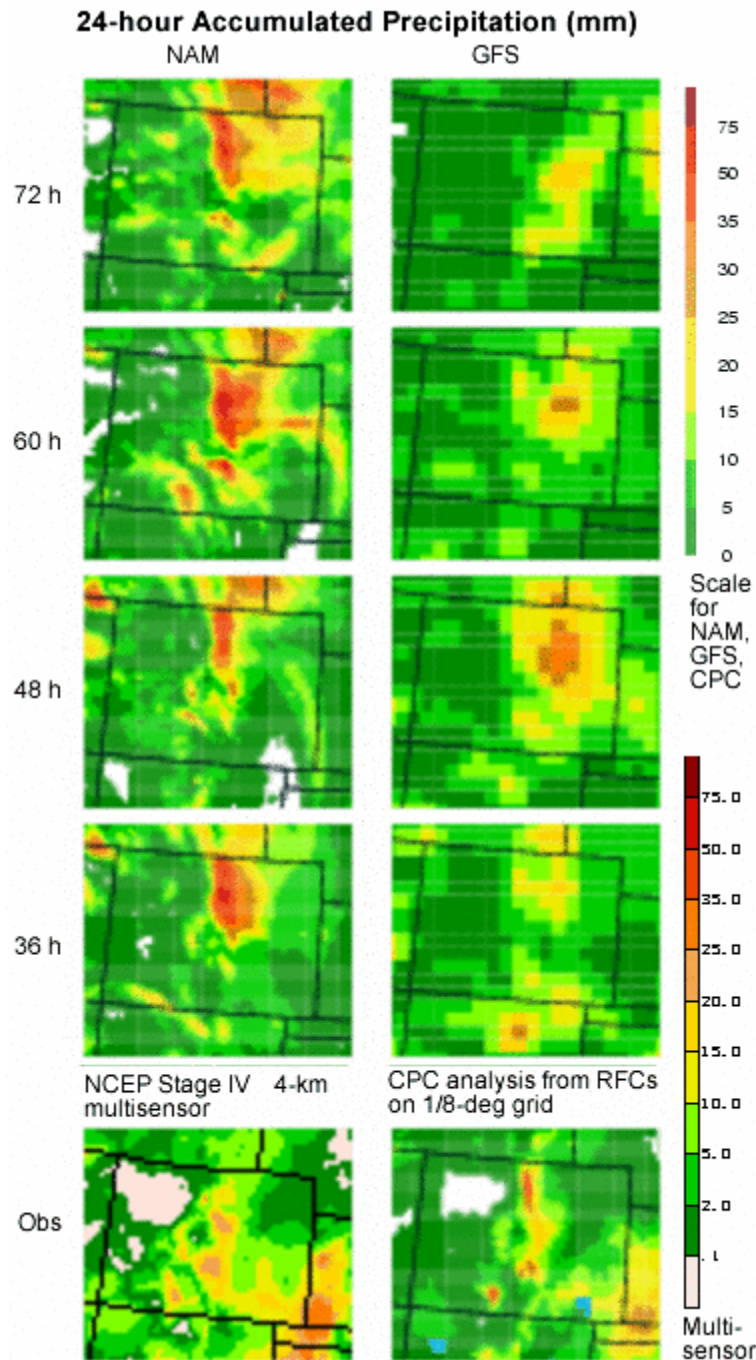 24-hour Accumulated Precipitation (mm)
NAM
GFS
72 h
60 h
48 h
36 h
75
50
35
30
25
20
15
10
5
0
Scale
for
NAM,
GFS,
CPC
NCEP Stage IV 4-km
multisensor
CPC analysis from RFCs
on 1/8-deg grid
Obs
75.0
50.0
35.0
25.0
20.0
15.0
10.0
5.0
2.0
.1
Multi-
sensor